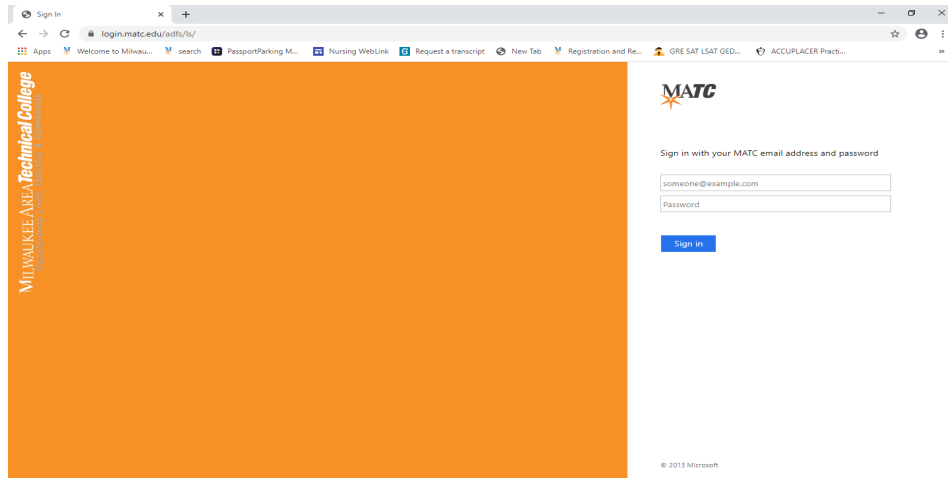 Sign In
login.matc.edu/adfs/ls/
Apps Welcome to Milwau... search PassportParking M... Nursing WebLink Request a transcript New Tab Registration and Re... GRE SAT LSAT GED... ACCUPLACER Practi... »
MILWAUKEE AREA Technical College
MATC
Sign in with your MATC email address and password
someone@example.com
Password
Sign in
© 2013 Microsoft